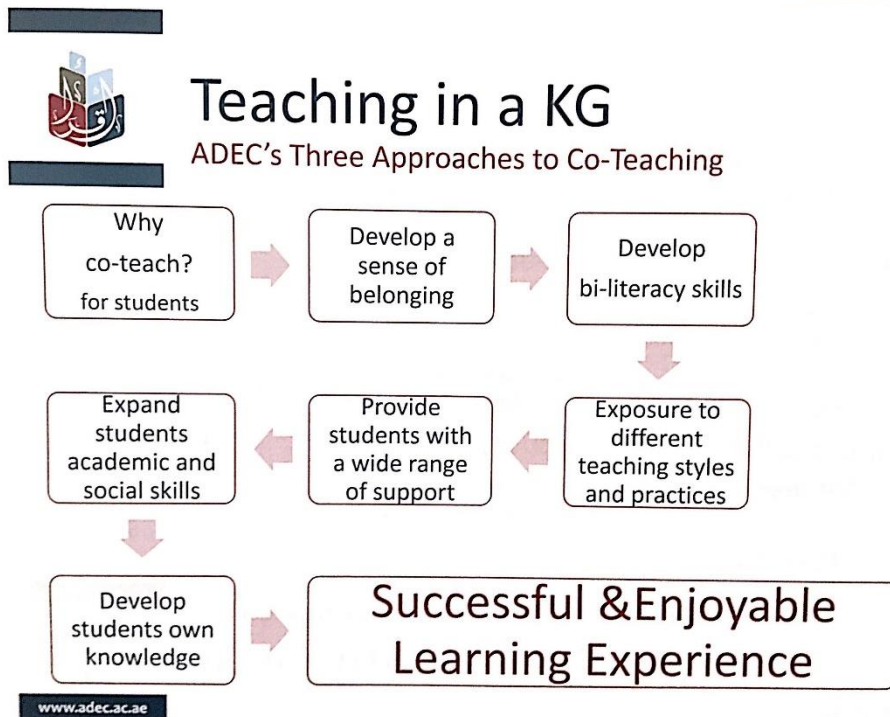 Teaching in a KG
ADEC's Three Approaches to Co-Teaching
Why
co-teach?
for students
Develop a
sense of
belonging
Develop
bi-literacy skills
Exposure to
different
teaching styles
and practices
Provide
students with
a wide range
of support
Expand
students
academic and
social skills
Develop
students own
knowledge
Successful &Enjoyable
Learning Experience
www.adec.ac.ae